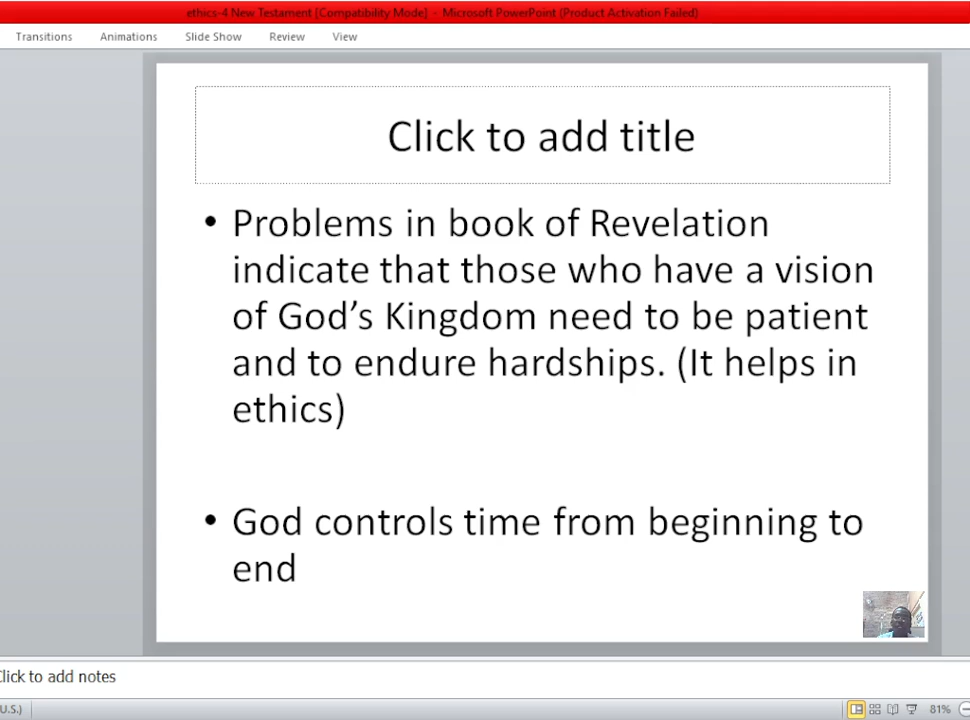 ethics-4 New Testament [Compatibility Mode] - Microsoft PowerPoint (Product Activation Failed)
Transitions Animations Slide Show Review View
Click to add title
• Problems in book of Revelation
indicate that those who have a vision
of God's Kingdom need to be patient
and to endure hardships. (It helps in
ethics)
• God controls time from beginning to
end
Click to add notes
U.S.) 81%